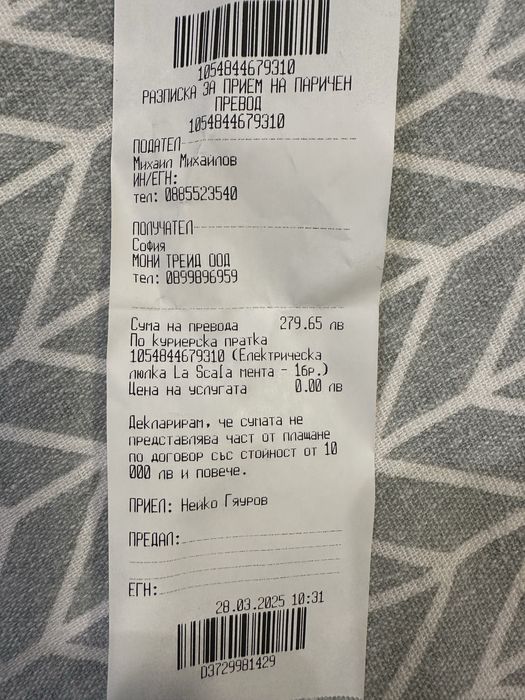 1054844679310
РАЗПИСКА ЗА ПРИЕМ НА ПАРИЧЕН
ПРЕВОД
1054844679310
ПОДАТЕЛ
Михаил Михайлов
ИН/ЕГН:
тел: 0885523540
ПОЛУЧАТЕЛ
София
МОНИ ТРЕЙД ООД
тел: 0899896959
Сума на превода 279.65 лв
По куриерска пратка
1054844679310 (Електрическа
люлка La Scala мента - 16р.)
Цена на услугата 0.00 лв
Декларирам, че сумата не
представлява част от плащане
по договор със стойност от 10
000 лв и повече.
ПРИЕЛ: Нейко Гяуров
ПРЕДАЛ:
ЕГН:
28.03.2025 10:31
D3729981429